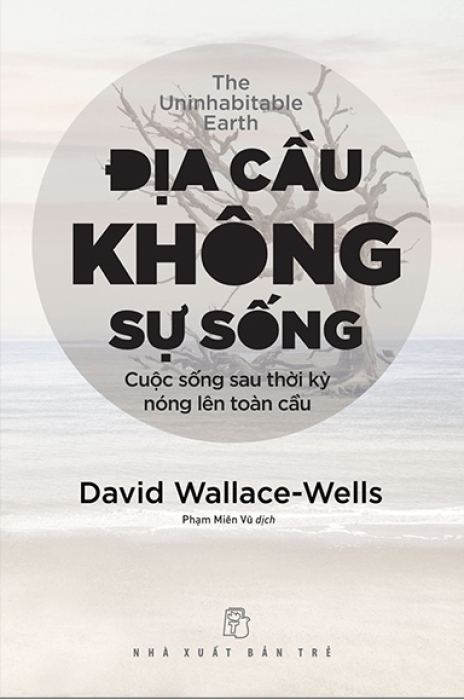 The
Uninhabitable
Earth
ĐỊA CẦU
KHÔNG
SỰ SỐNG
Cuộc sống sau thời kỳ
nóng lên toàn cầu
David Wallace-Wells
Phạm Miên Vũ dịch
NHÀ XUẤT BẢN TRẺ